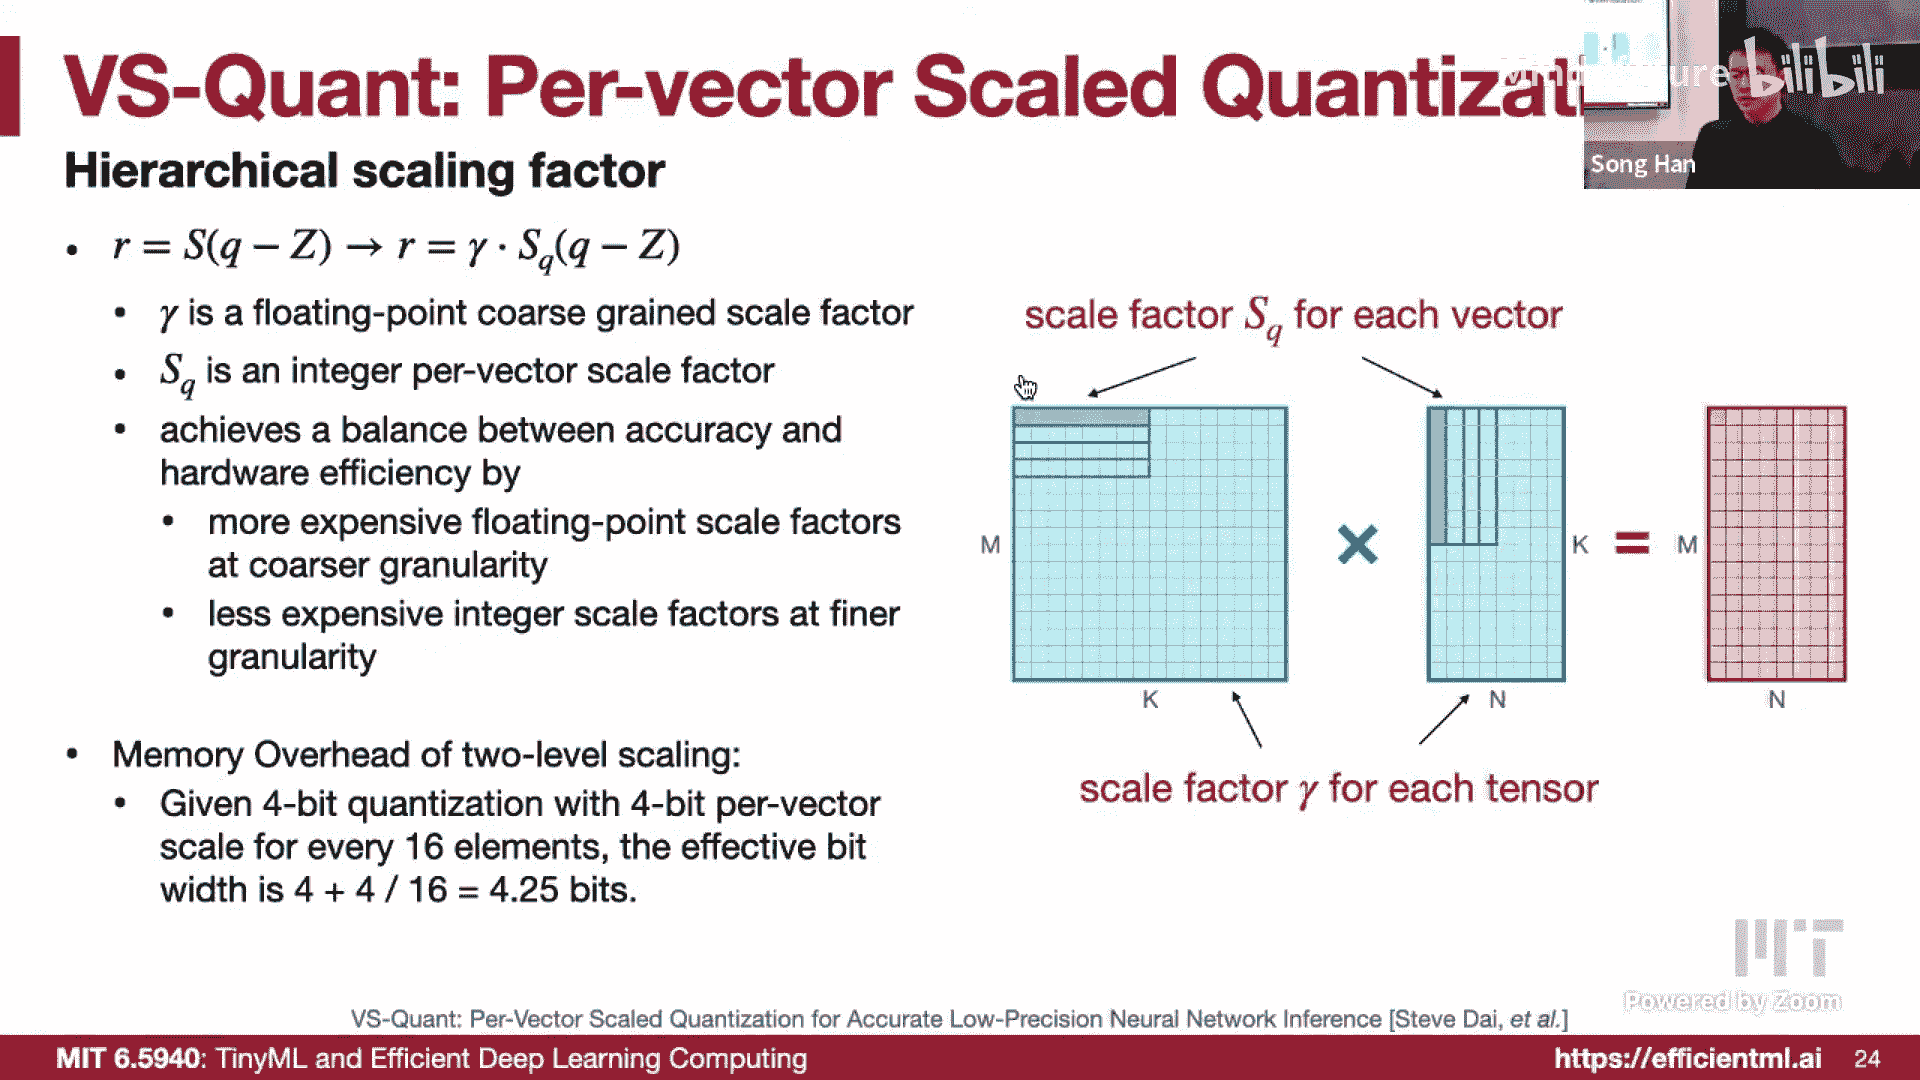 VS-Quant: Per-vector Scaled Quantizati
bilibili
Song Han
Hierarchical scaling factor
• r = S(q − Z) → r = γ · S_q(q − Z)
• γ is a floating-point coarse grained scale factor
• S_q is an integer per-vector scale factor
• achieves a balance between accuracy and
hardware efficiency by
• more expensive floating-point scale factors
at coarser granularity
• less expensive integer scale factors at finer
granularity
• Memory Overhead of two-level scaling:
• Given 4-bit quantization with 4-bit per-vector
scale for every 16 elements, the effective bit
width is 4 + 4 / 16 = 4.25 bits.
scale factor S_q for each vector
M × K = M
K N N
scale factor γ for each tensor
MIT
Powered by Zoom
VS-Quant: Per-Vector Scaled Quantization for Accurate Low-Precision Neural Network Inference [Steve Dai, et al.]
MIT 6.5940: TinyML and Efficient Deep Learning Computing
https://efficientml.ai 24